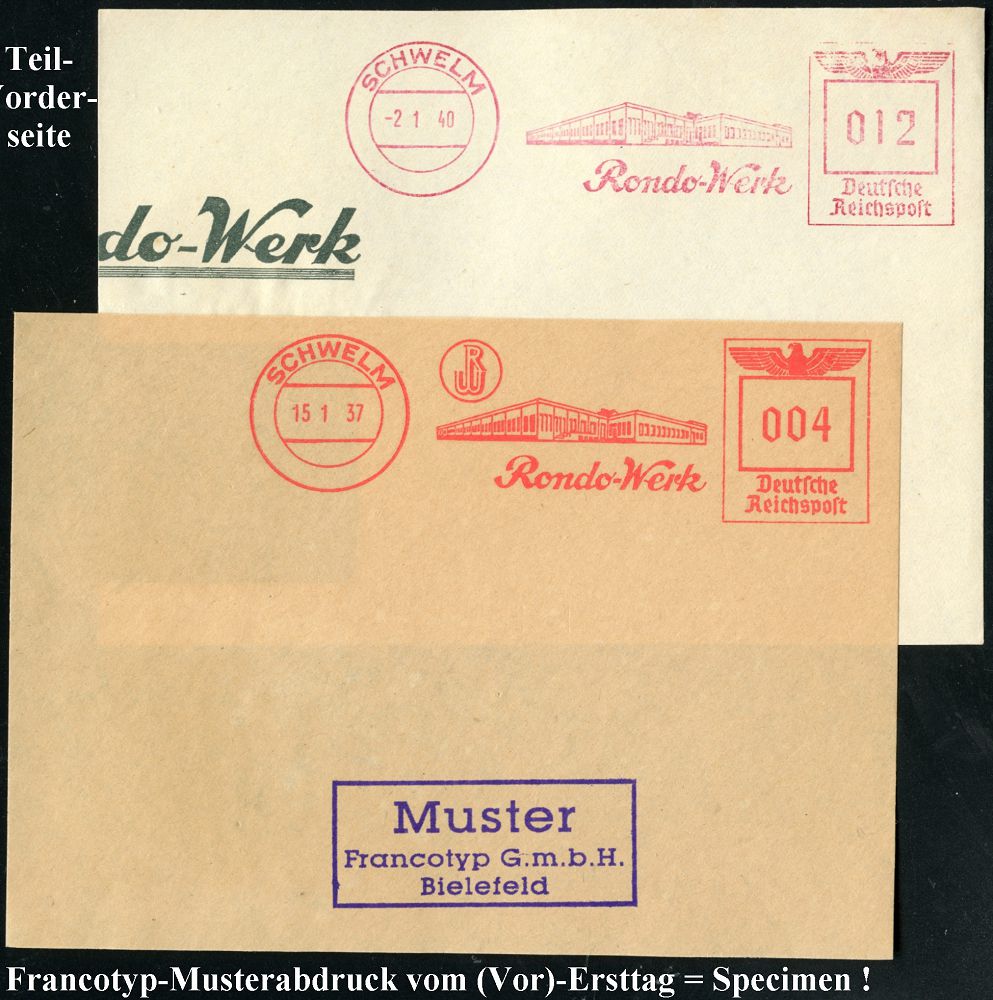 Teil-
Vorder-
seite
SCHWELM
-2 1 40
012
Rondo-Werk
Deutsche
Reichspost
do-Werk
SCHWELM
15 1 37
RW
004
Rondo-Werk
Deutsche
Reichspost
Muster
Francotyp G.m.b.H.
Bielefeld
Francotyp-Musterabdruck vom (Vor)-Ersttag = Specimen !